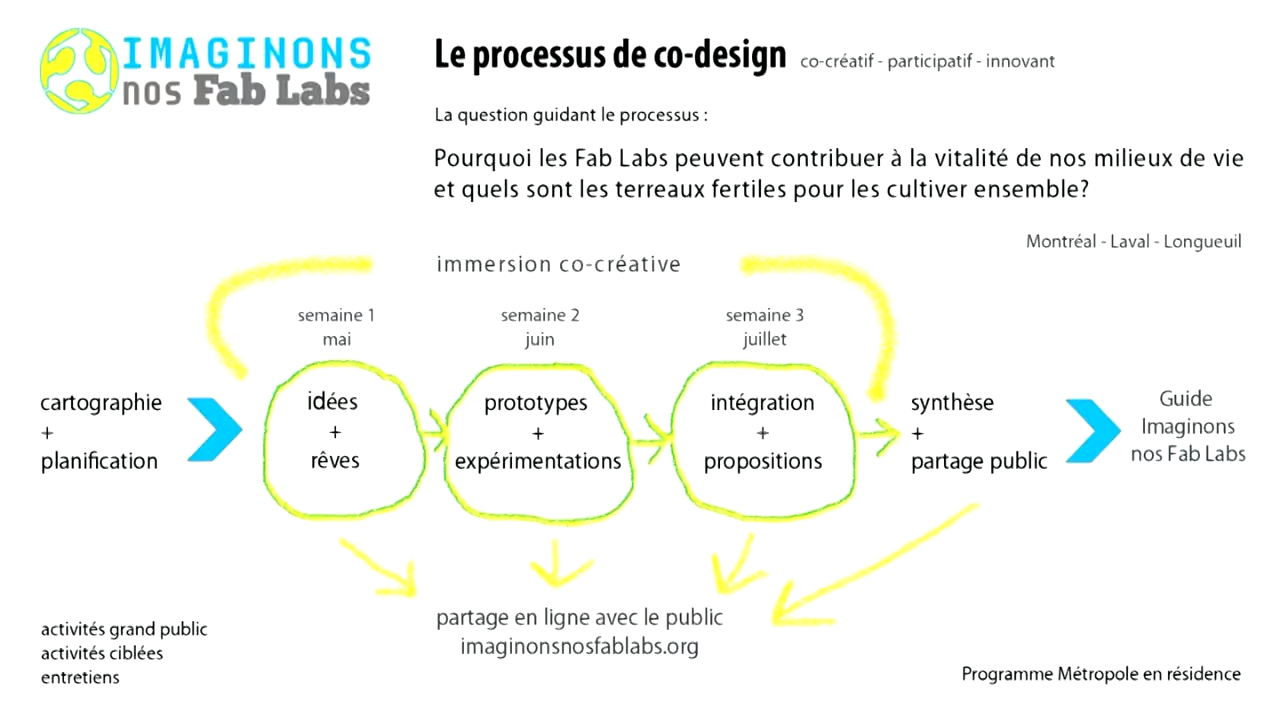 IMAGINONS
nos Fab Labs
Le processus de co-design co-créatif - participatif - innovant
La question guidant le processus :
Pourquoi les Fab Labs peuvent contribuer à la vitalité de nos milieux de vie
et quels sont les terreaux fertiles pour les cultiver ensemble?
Montréal - Laval - Longueuil
immersion co-créative
semaine 1
mai
semaine 2
juin
semaine 3
juillet
cartographie
+
planification
idées
+
rêves
prototypes
+
expérimentations
intégration
+
propositions
synthèse
+
partage public
Guide
Imaginons
nos Fab Labs
partage en ligne avec le public
imaginonsnosfablabs.org
activités grand public
activités ciblées
entretiens
Programme Métropole en résidence